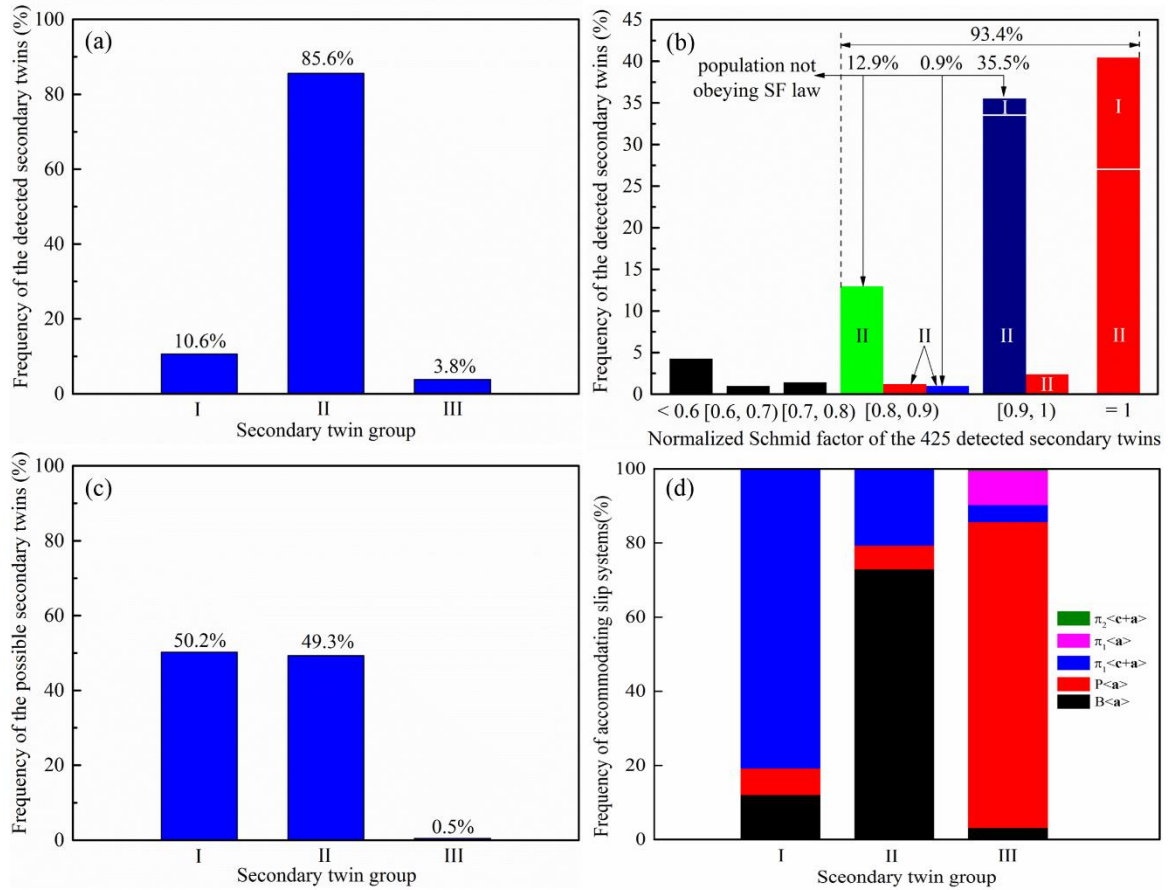 (a)
Frequency of the detected secondary twins (%)
100
80
60
40
20
0
10.6%
85.6%
3.8%
I
II
III
Secondary twin group
(b)
Frequency of the detected secondary twins (%)
45
40
35
30
25
20
15
10
5
0
93.4%
12.9%
0.9%
35.5%
population not
obeying SF law
I
I
II
II
II
II
II
< 0.6
[0.6, 0.7)
[0.7, 0.8)
[0.8, 0.9)
[0.9, 1)
= 1
Normalized Schmid factor of the 425 detected secondary twins
(c)
Frequency of the possible secondary twins (%)
100
80
60
40
20
0
50.2%
49.3%
0.5%
I
II
III
Secondary twin group
(d)
Frequency of accommodating slip systems(%)
100
80
60
40
20
0
π₂<c+a>
π₁<a>
π₁<c+a>
P<a>
B<a>
I
II
III
Sceondary twin group